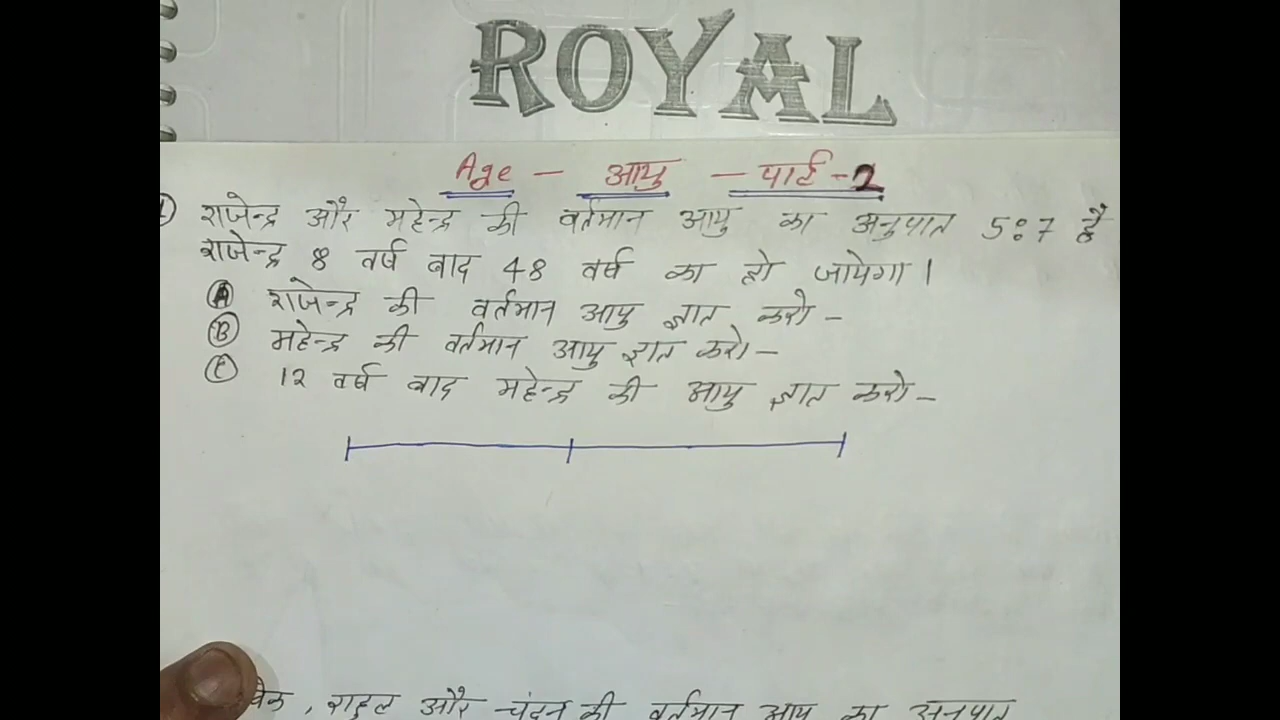 ROYAL
Age - आयु - पार्ट - 2
राजेन्द्र और महेन्द्र की वर्तमान आयु का अनुपात 5:7 है
राजेन्द्र 8 वर्ष बाद 48 वर्ष का हो जायेगा।
(A) राजेन्द्र की वर्तमान आयु ज्ञात करो -
(B) महेन्द्र की वर्तमान आयु ज्ञात करो -
12 वर्ष बाद महेन्द्र की आयु ज्ञात करो -
, राहुल और चंदन की वर्तमान आयु का अनुपात